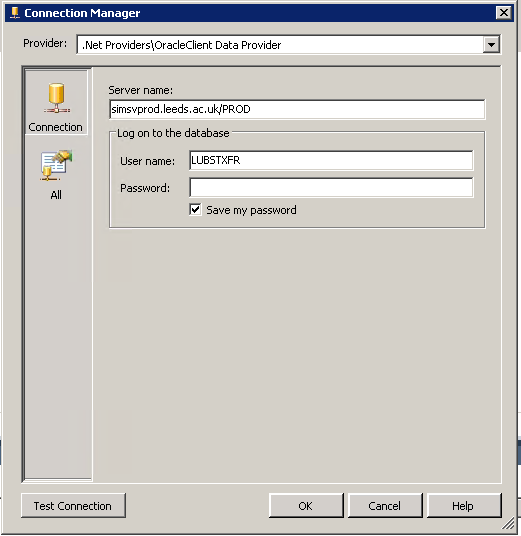 Connection Manager
Provider: .Net Providers\OracleClient Data Provider
Connection
All
Server name:
simsvprod.leeds.ac.uk/PROD
Log on to the database
User name: LUBSTXFR
Password:
Save my password
Test Connection OK Cancel Help